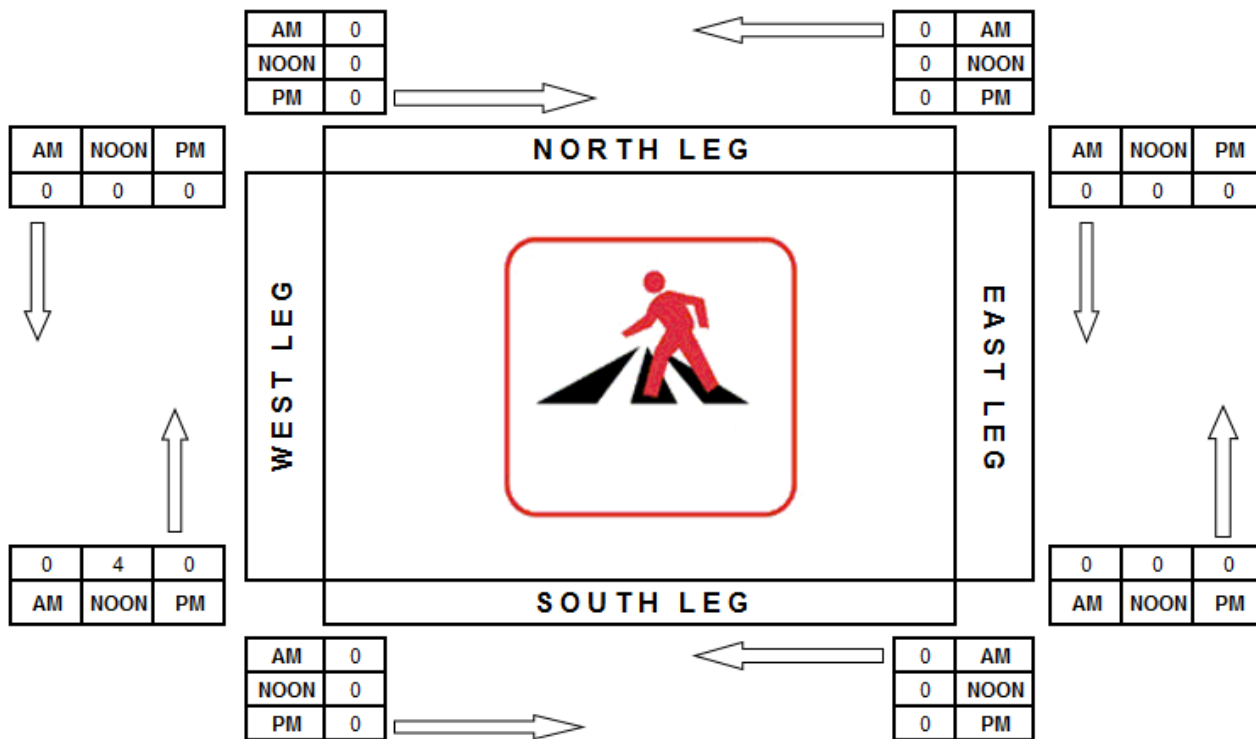 AM 0
NOON 0
PM 0
0 AM
0 NOON
0 PM
AM NOON PM
0 0 0
NORTH LEG
AM NOON PM
0 0 0
WEST LEG
EAST LEG
0 4 0
AM NOON PM
SOUTH LEG
0 0 0
AM NOON PM
AM 0
NOON 0
PM 0
0 AM
0 NOON
0 PM